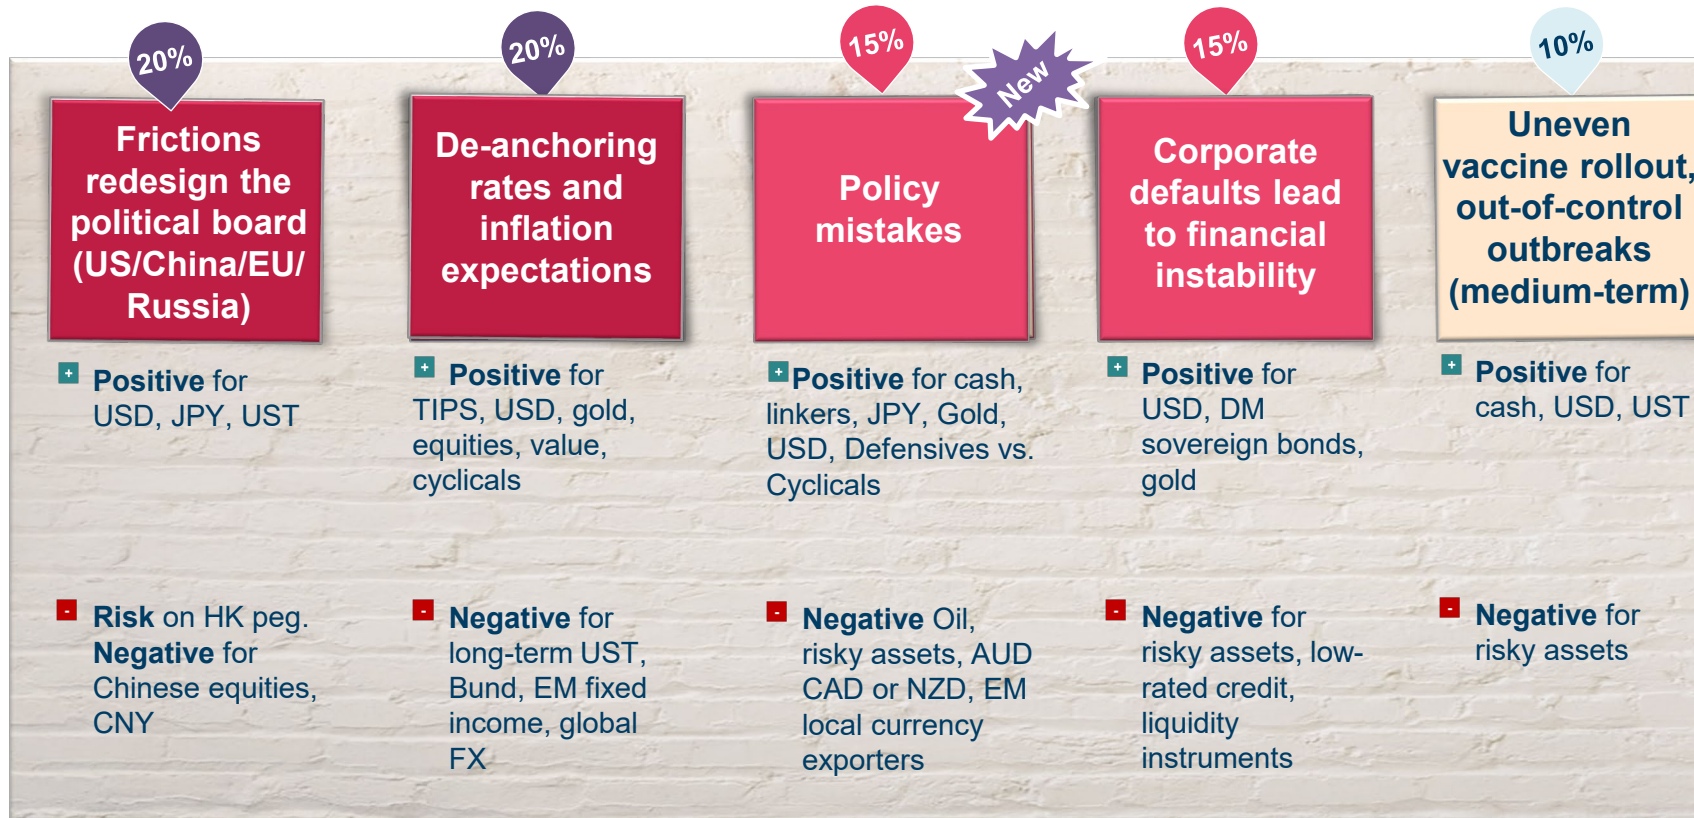 20%
Frictions
redesign the
political board
(US/China/EU/
Russia)
+ Positive for
USD, JPY, UST
- Risk on HK peg.
Negative for
Chinese equities,
CNY
20%
De-anchoring
rates and
inflation
expectations
+ Positive for
TIPS, USD, gold,
equities, value,
cyclicals
- Negative for
long-term UST,
Bund, EM fixed
income, global
FX
15%
New
Policy
mistakes
+ Positive for cash,
linkers, JPY, Gold,
USD, Defensives vs.
Cyclicals
- Negative Oil,
risky assets, AUD
CAD or NZD, EM
local currency
exporters
15%
Corporate
defaults lead
to financial
instability
+ Positive for
USD, DM
sovereign bonds,
gold
- Negative for
risky assets, low-
rated credit,
liquidity
instruments
10%
Uneven
vaccine rollout,
out-of-control
outbreaks
(medium-term)
+ Positive for
cash, USD, UST
- Negative for
risky assets